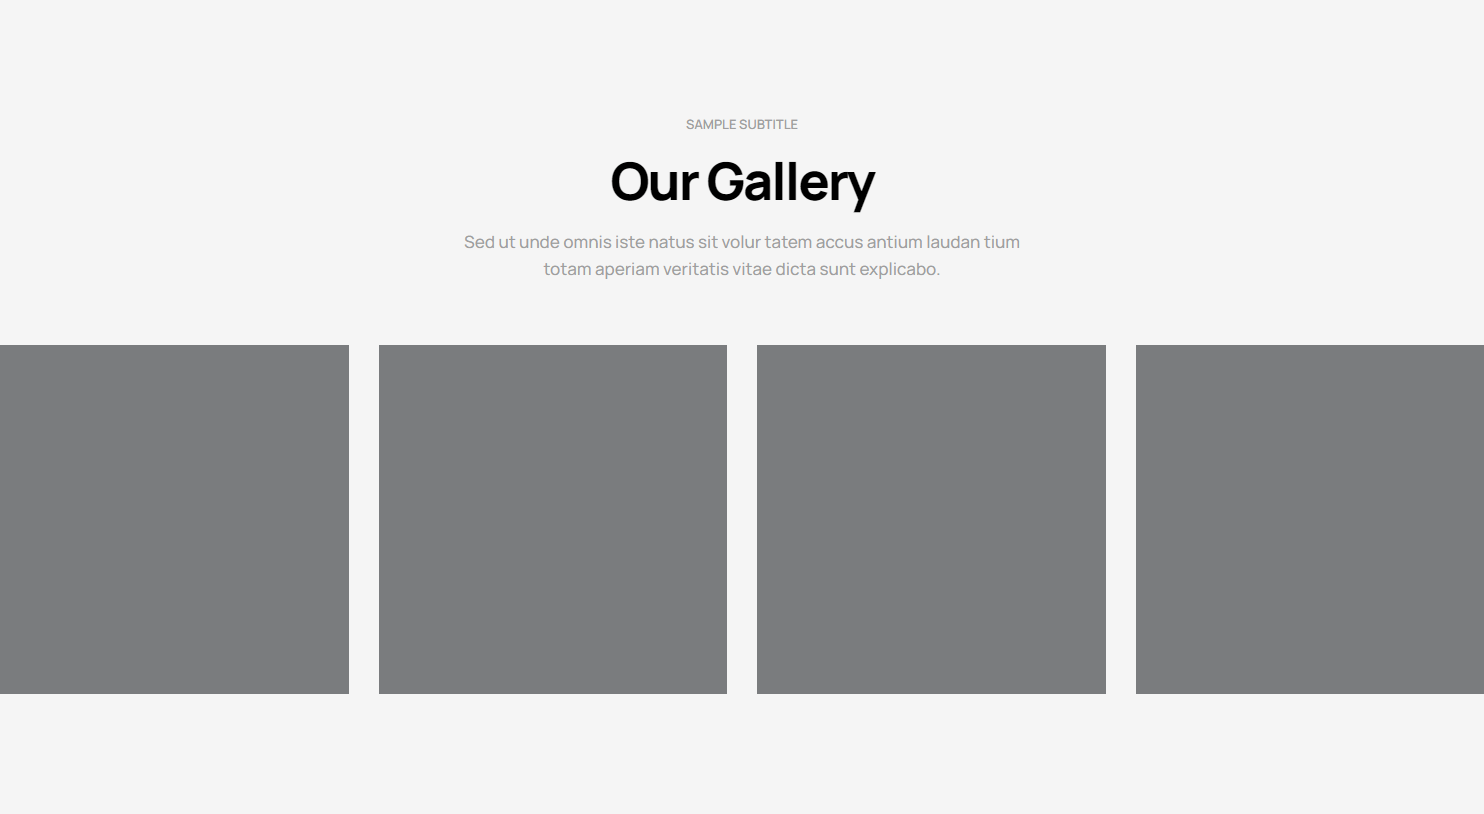 SAMPLE SUBTITLE
Our Gallery
Sed ut unde omnis iste natus sit volur tatem accus antium laudan tium
totam aperiam veritatis vitae dicta sunt explicabo.